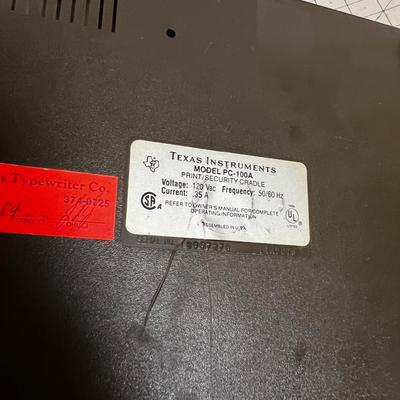 TEXAS INSTRUMENTS
MODEL PC-100A
PRINT/SECURITY CRADLE
Voltage: 120 Vac Frequency: 50/60 Hz
Current: .35 A
REFER TO OWNER'S MANUAL FOR COMPLETE
OPERATING INFORMATION
ASSEMBLED IN U.S.A.
Typewriter Co.
374-0725